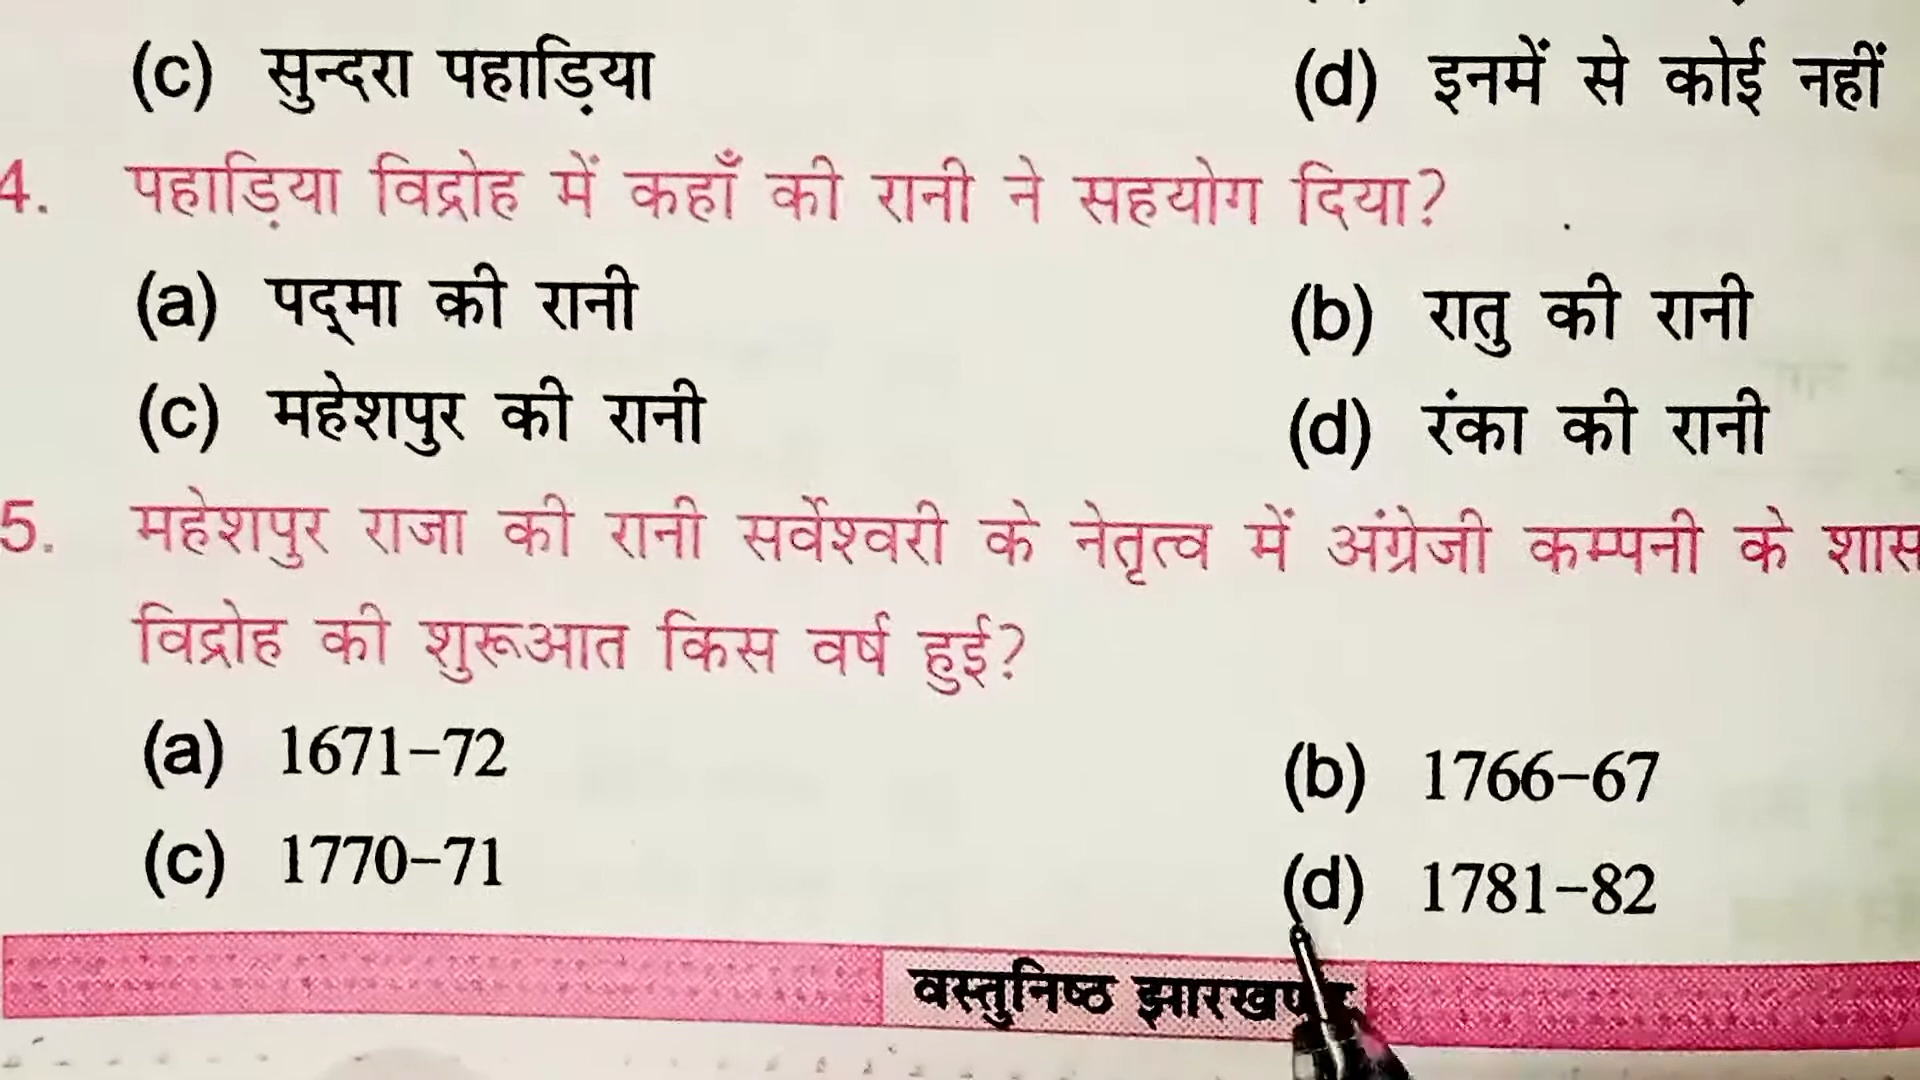 (c) सुन्दरा पहाड़िया (d) इनमें से कोई नहीं
4. पहाड़िया विद्रोह में कहाँ की रानी ने सहयोग दिया?
(a) पद्मा की रानी (b) रातु की रानी
(c) महेशपुर की रानी (d) रंका की रानी
5. महेशपुर राजा की रानी सर्वेश्वरी के नेतृत्व में अंग्रेजी कम्पनी के शास
विद्रोह की शुरूआत किस वर्ष हुई?
(a) 1671–72 (b) 1766–67
(c) 1770–71 (d) 1781–82
वस्तुनिष्ठ